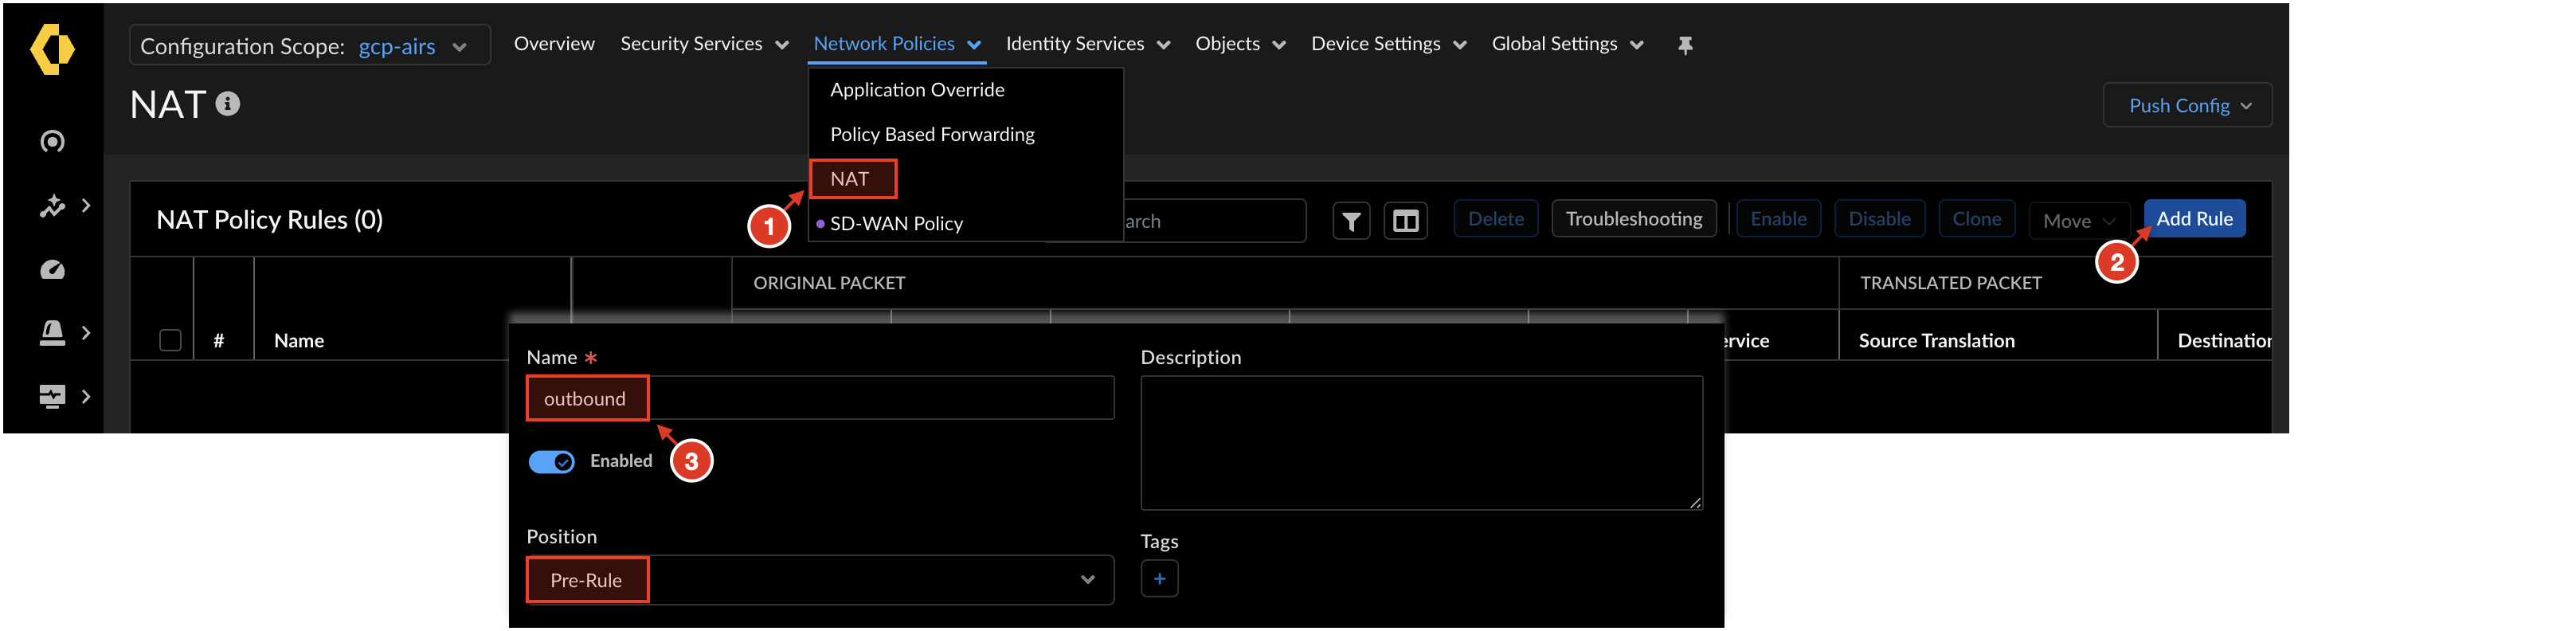 Configuration Scope: gcp-airs
Overview
Security Services
Network Policies
Identity Services
Objects
Device Settings
Global Settings
NAT
Push Config
Application Override
Policy Based Forwarding
NAT
SD-WAN Policy
1
NAT Policy Rules (0)
arch
Delete
Troubleshooting
Enable
Disable
Clone
Move
Add Rule
2
ORIGINAL PACKET
TRANSLATED PACKET
#
Name
ervice
Source Translation
Destination
Name *
outbound
Enabled
3
Position
Pre-Rule
Description
Tags
+